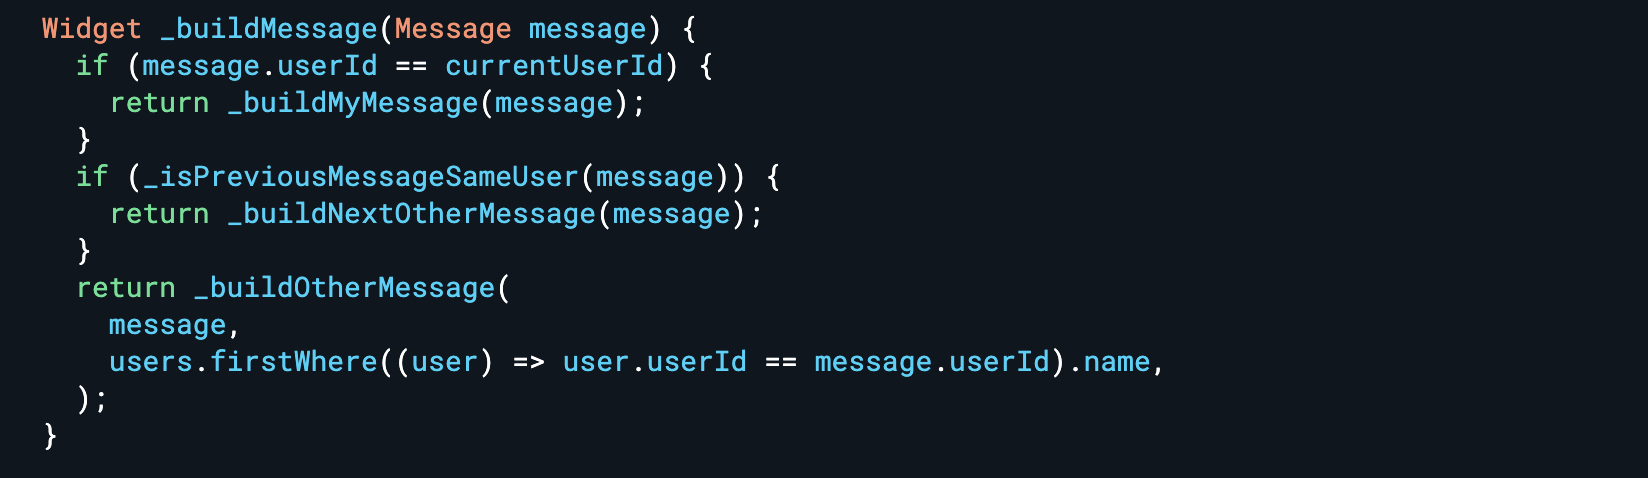 Widget _buildMessage(Message message) {
  if (message.userId == currentUserId) {
    return _buildMyMessage(message);
  }
  if (_isPreviousMessageSameUser(message)) {
    return _buildNextOtherMessage(message);
  }
  return _buildOtherMessage(
    message,
    users.firstWhere((user) => user.userId == message.userId).name,
  );
}